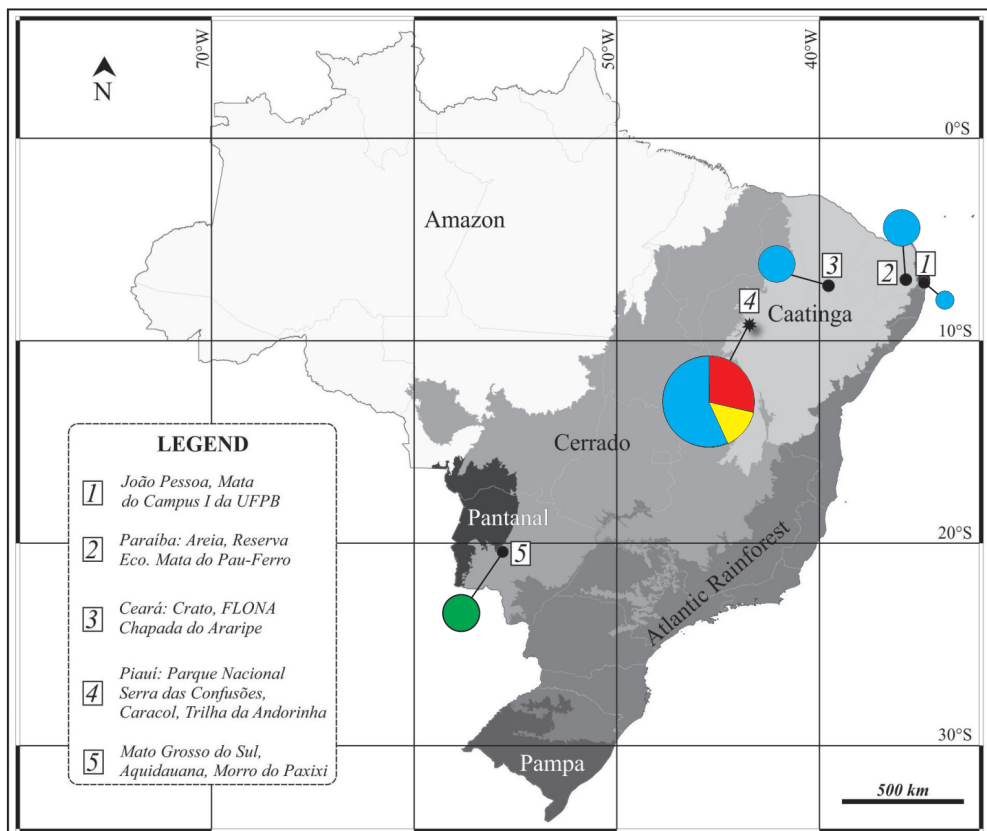 70°W
50°W
40°W
N
0°S
Amazon
1
2
3
4
Caatinga
10°S
LEGEND
Cerrado
1 João Pessoa, Mata
do Campus I da UFPB
Pantanal
2 Paraíba: Areia, Reserva
Eco. Mata do Pau-Ferro
20°S
5
Atlantic Rainforest
3 Ceará: Crato, FLONA
Chapada do Araripe
4 Piauí: Parque Nacional
Serra das Confusões,
Caracol, Trilha da Andorinha
30°S
5 Mato Grosso do Sul,
Aquidauana, Morro do Paxixi
Pampa
500 km